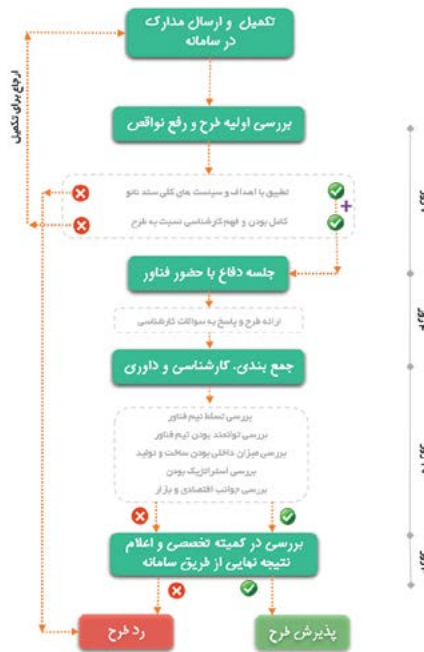 تکمیل و ارسال مدارک
در سامانه
ارجاع برای تکمیل
بررسی اولیه طرح و رفع نواقص
تطبیق با اهداف و سیاست های کلی ستاد نانو
کامل بودن و فهم کارشناسی نسبت به طرح
جلسه دفاع با حضور فناور
ارائه طرح و پاسخ به سوالات کارشناسی
جمع بندی، کارشناسی و داوری
بررسی تسلط تیم فناور
بررسی توانمند بودن تیم فناور
بررسی میزان داخلی بودن ساخت و تولید
بررسی استراتژیک بودن
بررسی جوانب اقتصادی و بازار
بررسی در کمیته تخصصی و اعلام
نتیجه نهایی از طریق سامانه
پذیرش طرح
رد طرح